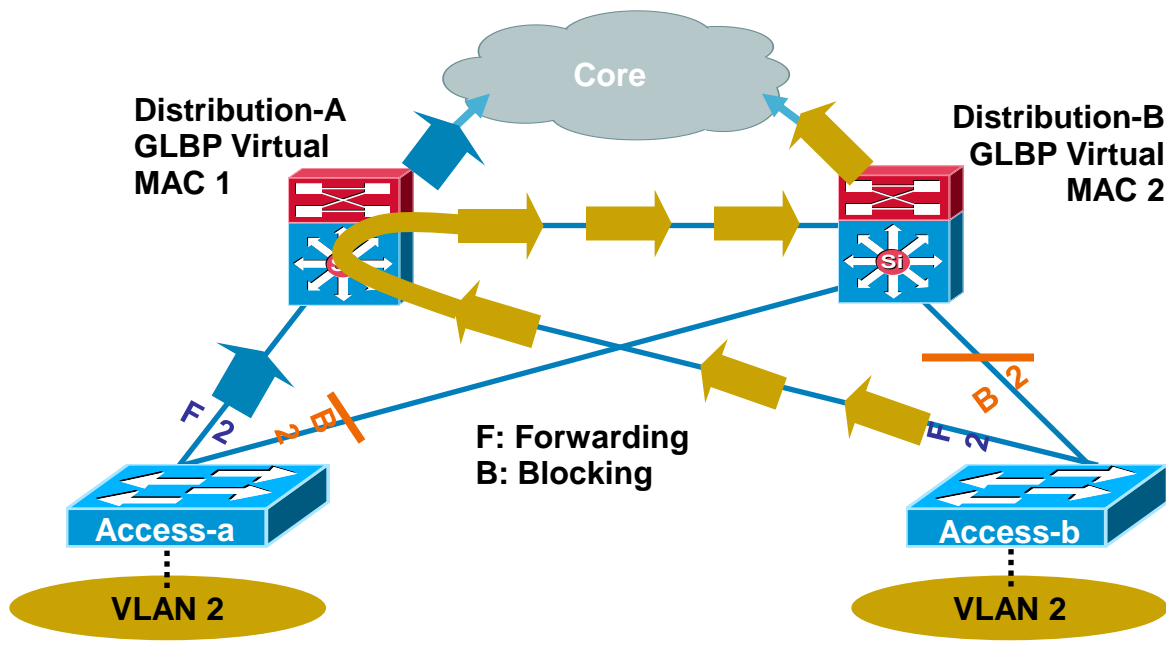 Core
Distribution-A
GLBP Virtual
MAC 1
Distribution-B
GLBP Virtual
MAC 2
Si
F 2
B 2
F: Forwarding
B: Blocking
F 2
B 2
Access-a
Access-b
VLAN 2
VLAN 2